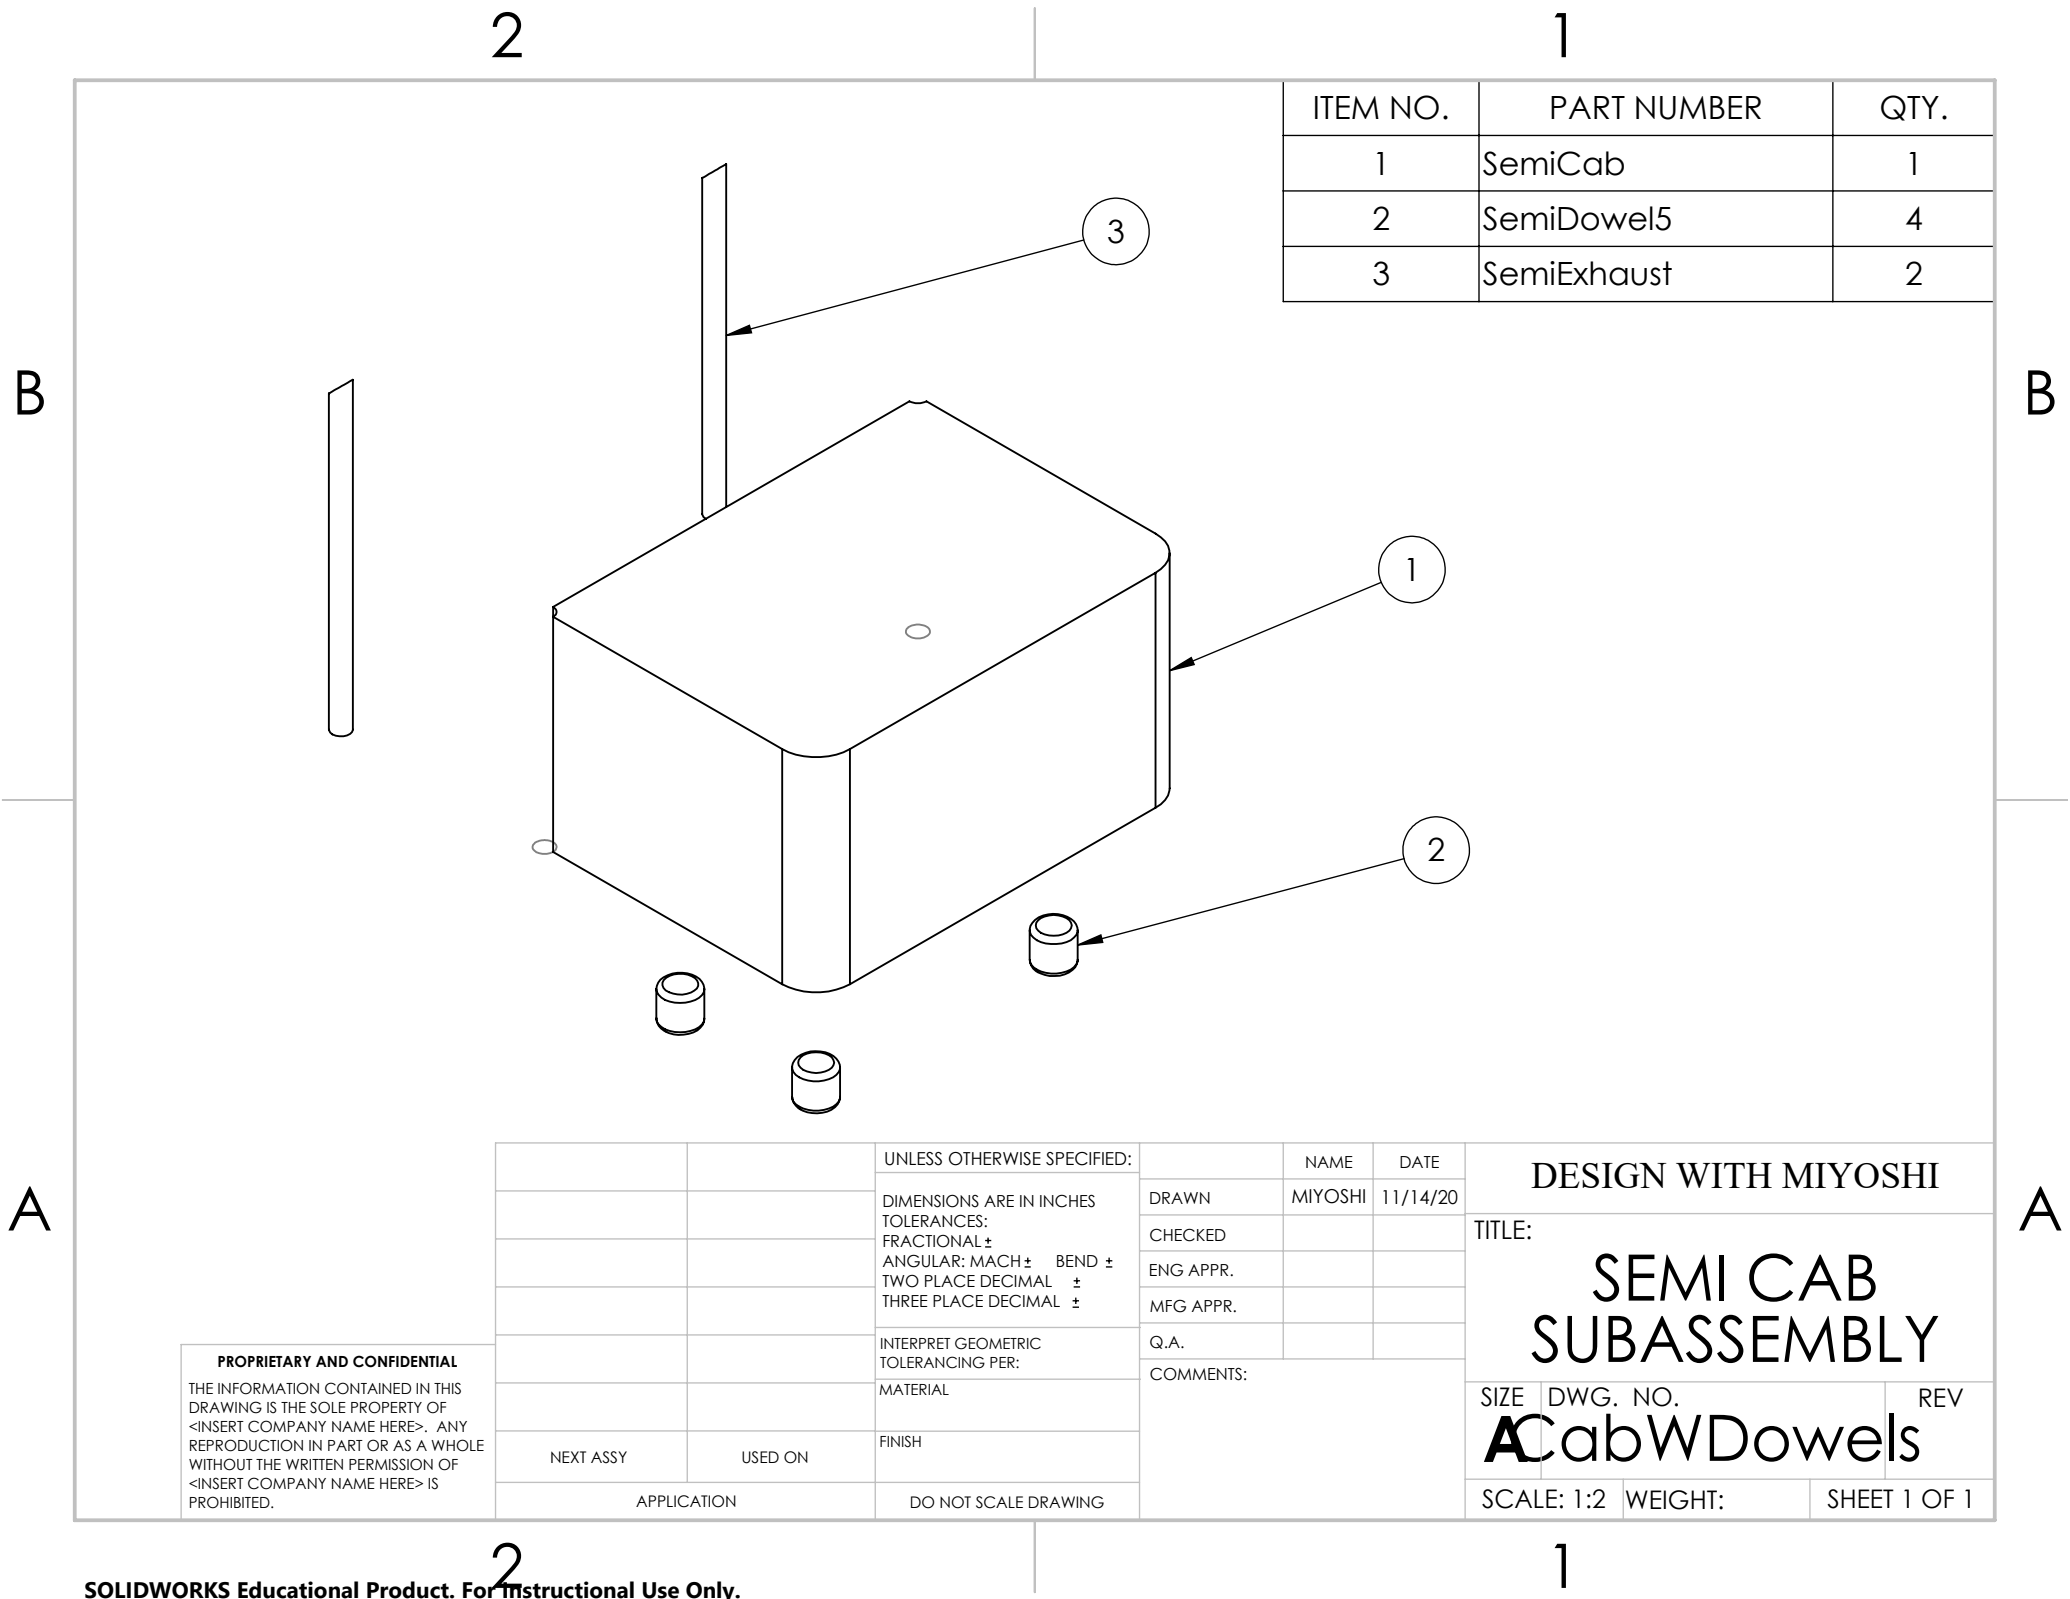 2 1
ITEM NO. PART NUMBER QTY.
1 SemiCab 1
2 SemiDowel5 4
3 SemiExhaust 2
3
B B
1
2
A A
UNLESS OTHERWISE SPECIFIED:
DIMENSIONS ARE IN INCHES
TOLERANCES:
FRACTIONAL ±
ANGULAR: MACH ± BEND ±
TWO PLACE DECIMAL ±
THREE PLACE DECIMAL ±
INTERPRET GEOMETRIC
TOLERANCING PER:
MATERIAL
FINISH
DO NOT SCALE DRAWING
NAME DATE
DRAWN MIYOSHI 11/14/20
CHECKED
ENG APPR.
MFG APPR.
Q.A.
COMMENTS:
DESIGN WITH MIYOSHI
TITLE:
SEMI CAB
SUBASSEMBLY
SIZE DWG. NO. REV
A CabWDowels
SCALE: 1:2 WEIGHT: SHEET 1 OF 1
PROPRIETARY AND CONFIDENTIAL
THE INFORMATION CONTAINED IN THIS
DRAWING IS THE SOLE PROPERTY OF
<INSERT COMPANY NAME HERE>. ANY
REPRODUCTION IN PART OR AS A WHOLE
WITHOUT THE WRITTEN PERMISSION OF
<INSERT COMPANY NAME HERE> IS
PROHIBITED.
NEXT ASSY USED ON
APPLICATION
2 1
SOLIDWORKS Educational Product. For Instructional Use Only.